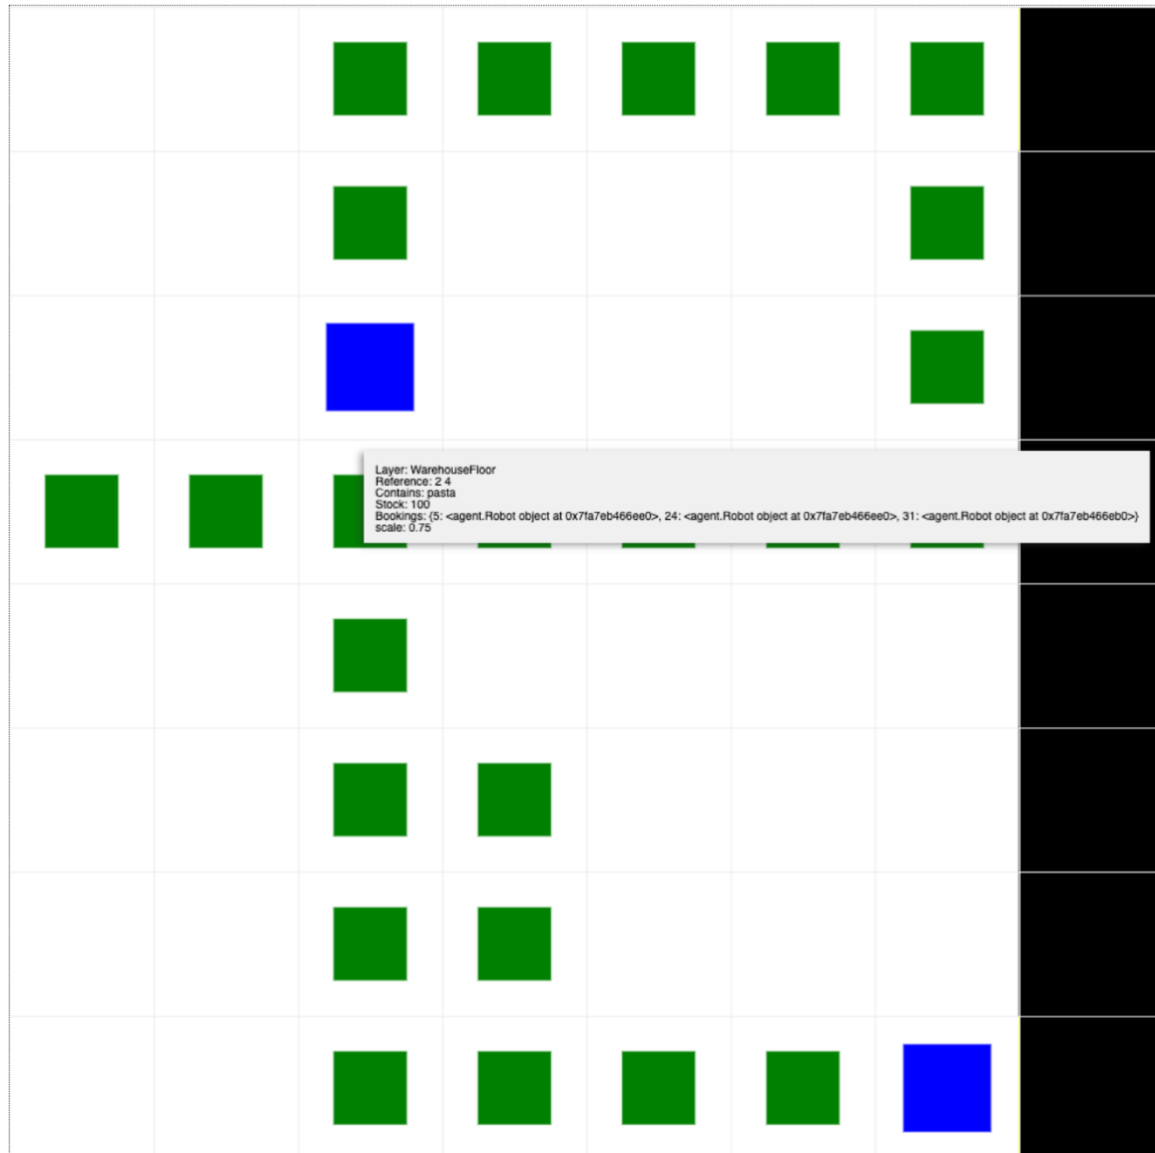 Layer: WarehouseFloor
Reference: 2 4
Contains: pasta
Stock: 100
Bookings: {5: <agent.Robot object at 0x7fa7eb466ee0>, 24: <agent.Robot object at 0x7fa7eb466ee0>, 31: <agent.Robot object at 0x7fa7eb466eb0>}
scale: 0.75